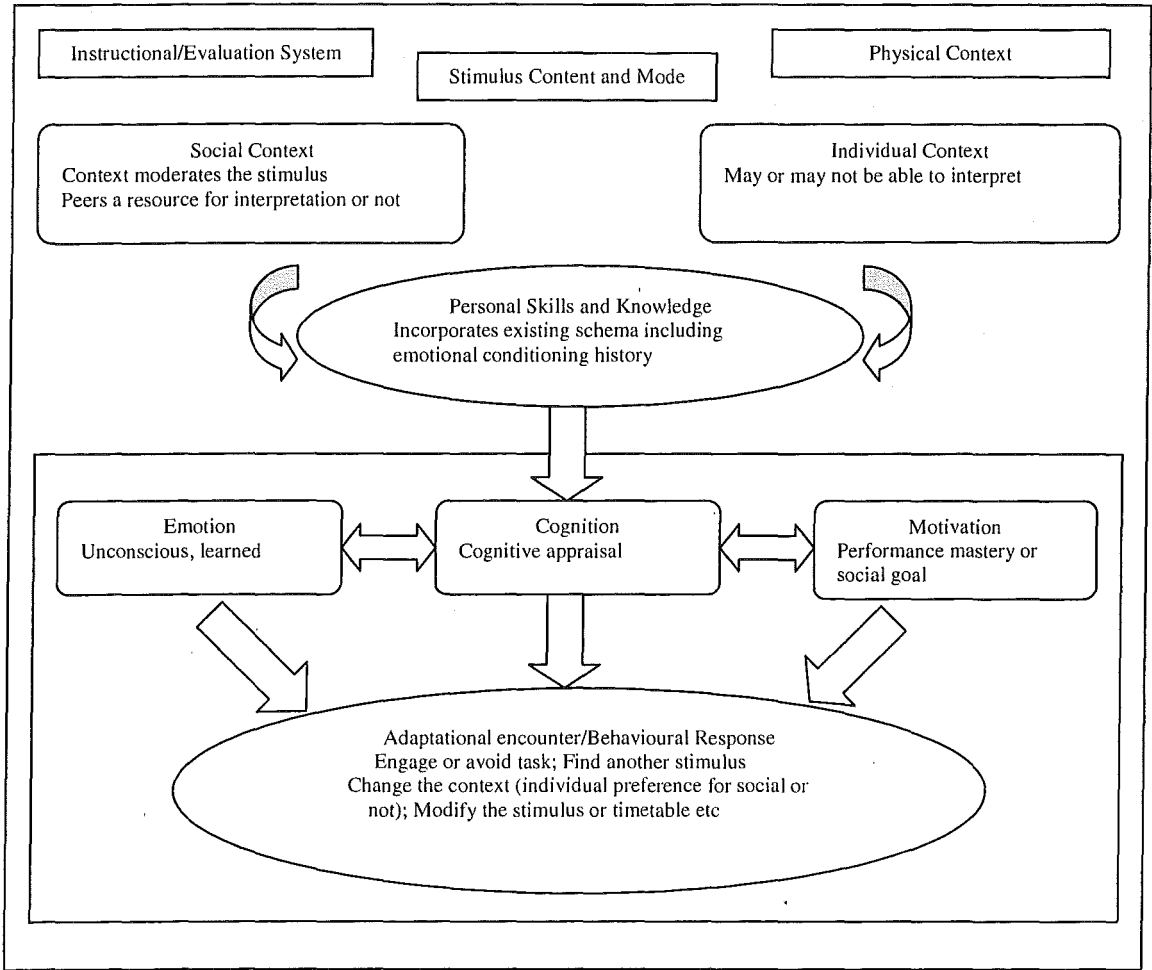 Instructional/Evaluation System
Physical Context
Stimulus Content and Mode
Social Context
Context moderates the stimulus
Peers a resource for interpretation or not
Individual Context
May or may not be able to interpret
Personal Skills and Knowledge
Incorporates existing schema including
emotional conditioning history
Emotion
Unconscious, learned
Cognition
Cognitive appraisal
Motivation
Performance mastery or
social goal
Adaptational encounter/Behavioural Response
Engage or avoid task; Find another stimulus
Change the context (individual preference for social or
not); Modify the stimulus or timetable etc